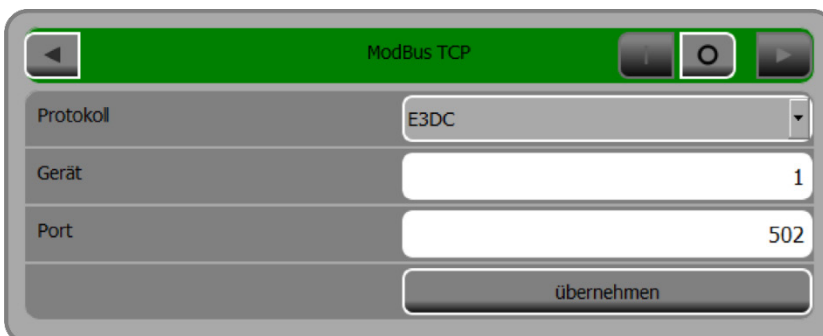 ModBus TCP
I O
Protokoll E3DC
Gerät 1
Port 502
übernehmen